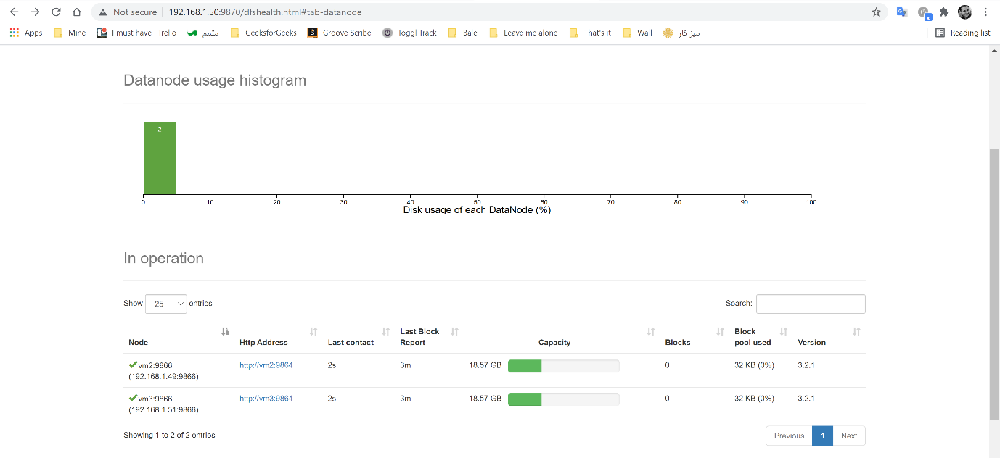 Not secure 192.168.1.50:9870/dfshealth.html#tab-datanode
Apps Mine I must have | Trello متمم GeeksforGeeks Groove Scribe Toggl Track Bale Leave me alone That's it Wall میز کار Reading list
Datanode usage histogram
2
0 10 20 30 40 50 60 70 80 90 100
Disk usage of each DataNode (%)
In operation
Show 25 entries Search:
Node Http Address Last contact Last Block Report Capacity Blocks Block pool used Version
vm2:9866 http://vm2:9864 2s 3m 18.57 GB 0 32 KB (0%) 3.2.1
(192.168.1.49:9866)
vm3:9866 http://vm3:9864 2s 3m 18.57 GB 0 32 KB (0%) 3.2.1
(192.168.1.51:9866)
Showing 1 to 2 of 2 entries Previous 1 Next